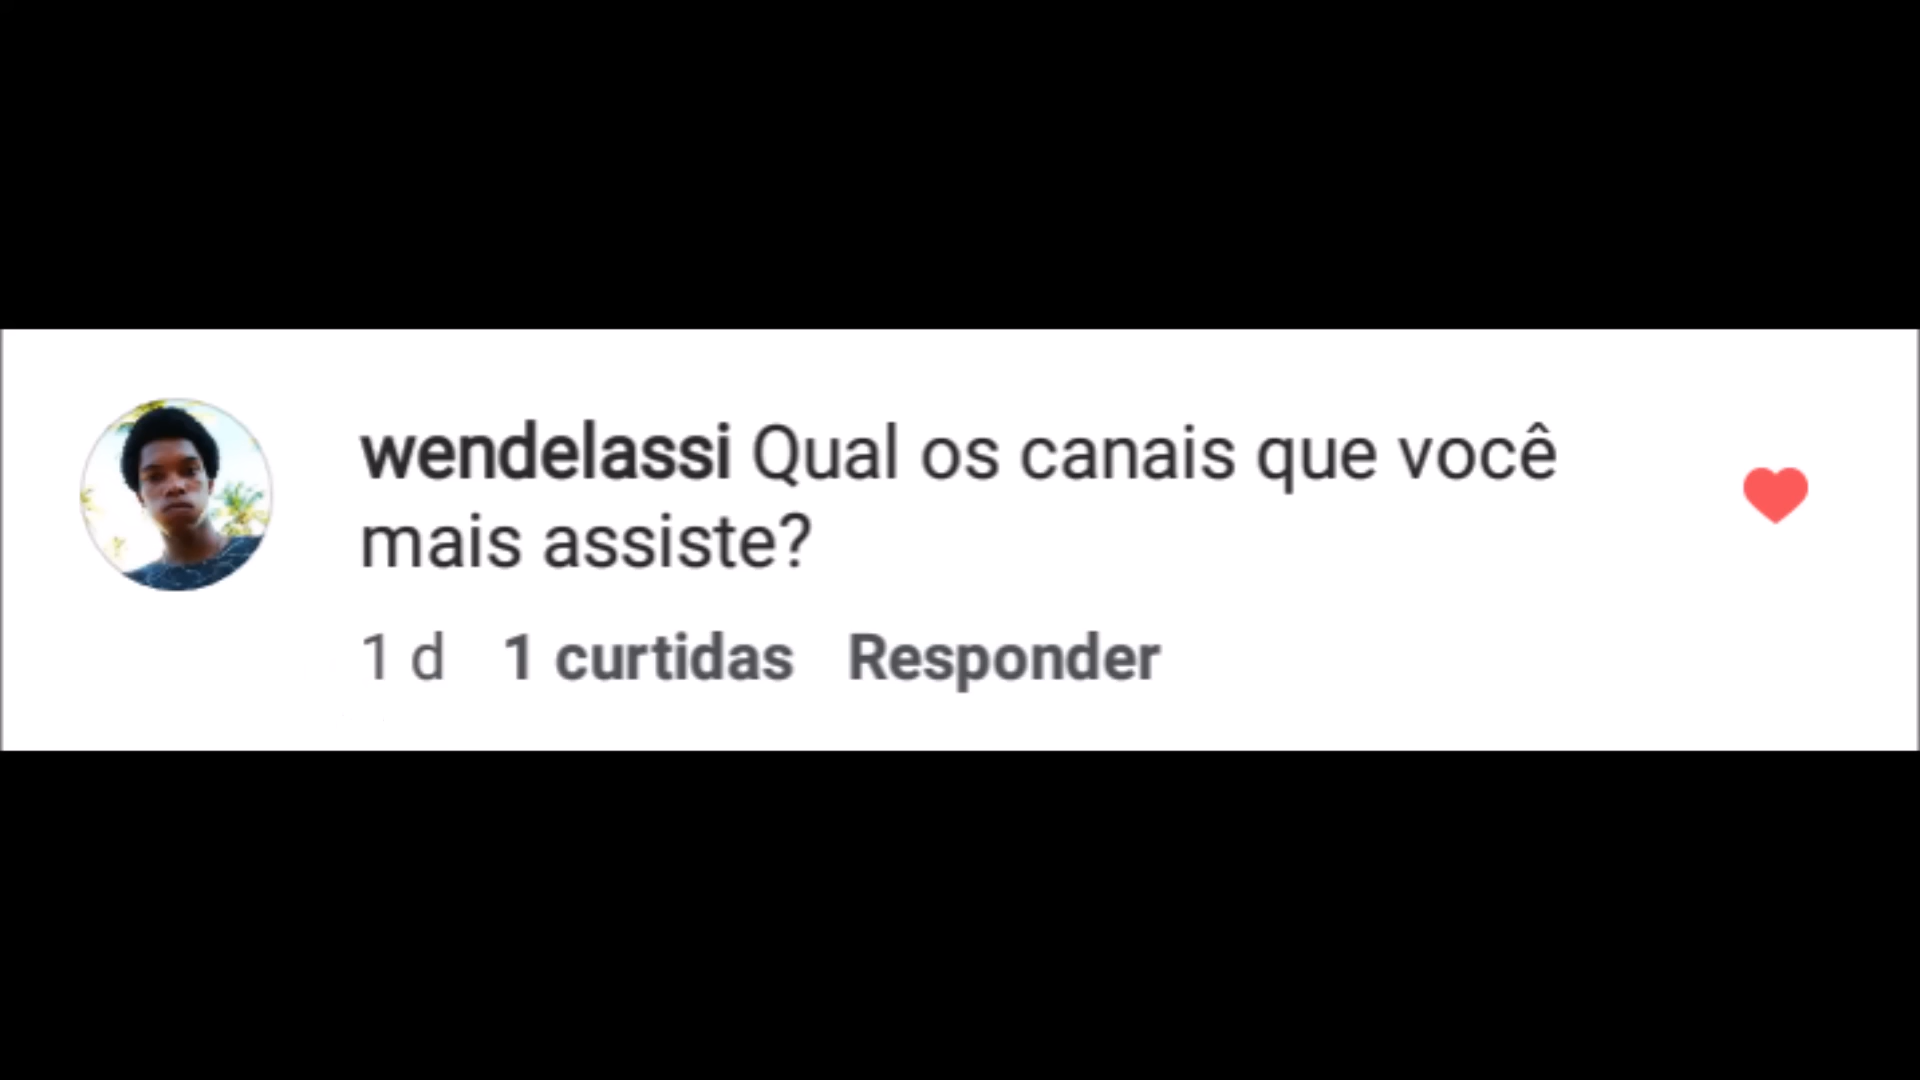 wendelassi Qual os canais que você
mais assiste?
1 d 1 curtidas Responder